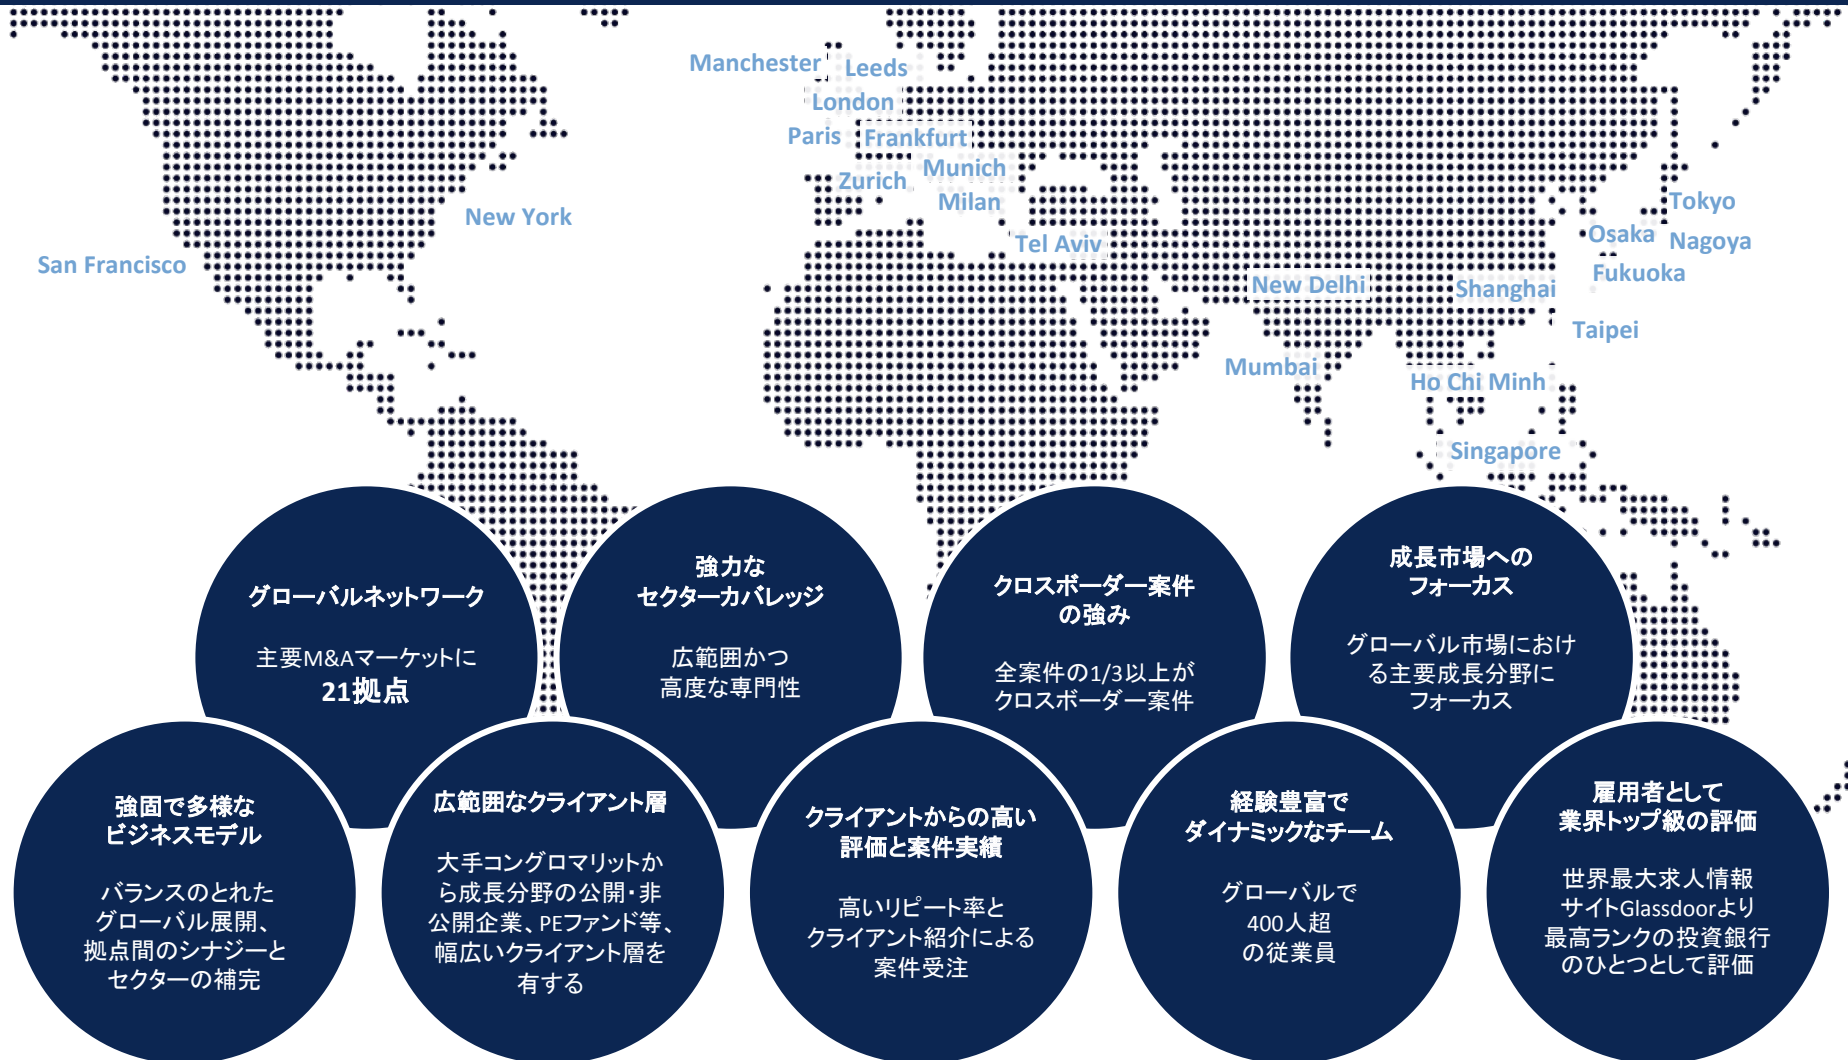 Manchester
Leeds
London
Paris
Frankfurt
Munich
Zurich
Milan
Tel Aviv
New York
San Francisco
Tokyo
Osaka
Nagoya
Fukuoka
New Delhi
Shanghai
Taipei
Mumbai
Ho Chi Minh
Singapore
グローバルネットワーク
主要M&Aマーケットに
21拠点
強力な
セクターカバレッジ
広範囲かつ
高度な専門性
クロスボーダー案件
の強み
全案件の1/3以上が
クロスボーダー案件
成長市場への
フォーカス
グローバル市場におけ
る主要成長分野に
フォーカス
強固で多様な
ビジネスモデル
バランスのとれた
グローバル展開、
拠点間のシナジーと
セクターの補完
広範囲なクライアント層
大手コングロマリットか
ら成長分野の公開・非
公開企業、PEファンド等、
幅広いクライアント層を
有する
クライアントからの高い
評価と案件実績
高いリピート率と
クライアント紹介による
案件受注
経験豊富で
ダイナミックなチーム
グローバルで
400人超
の従業員
雇用者として
業界トップ級の評価
世界最大求人情報
サイトGlassdoorより
最高ランクの投資銀行
のひとつとして評価